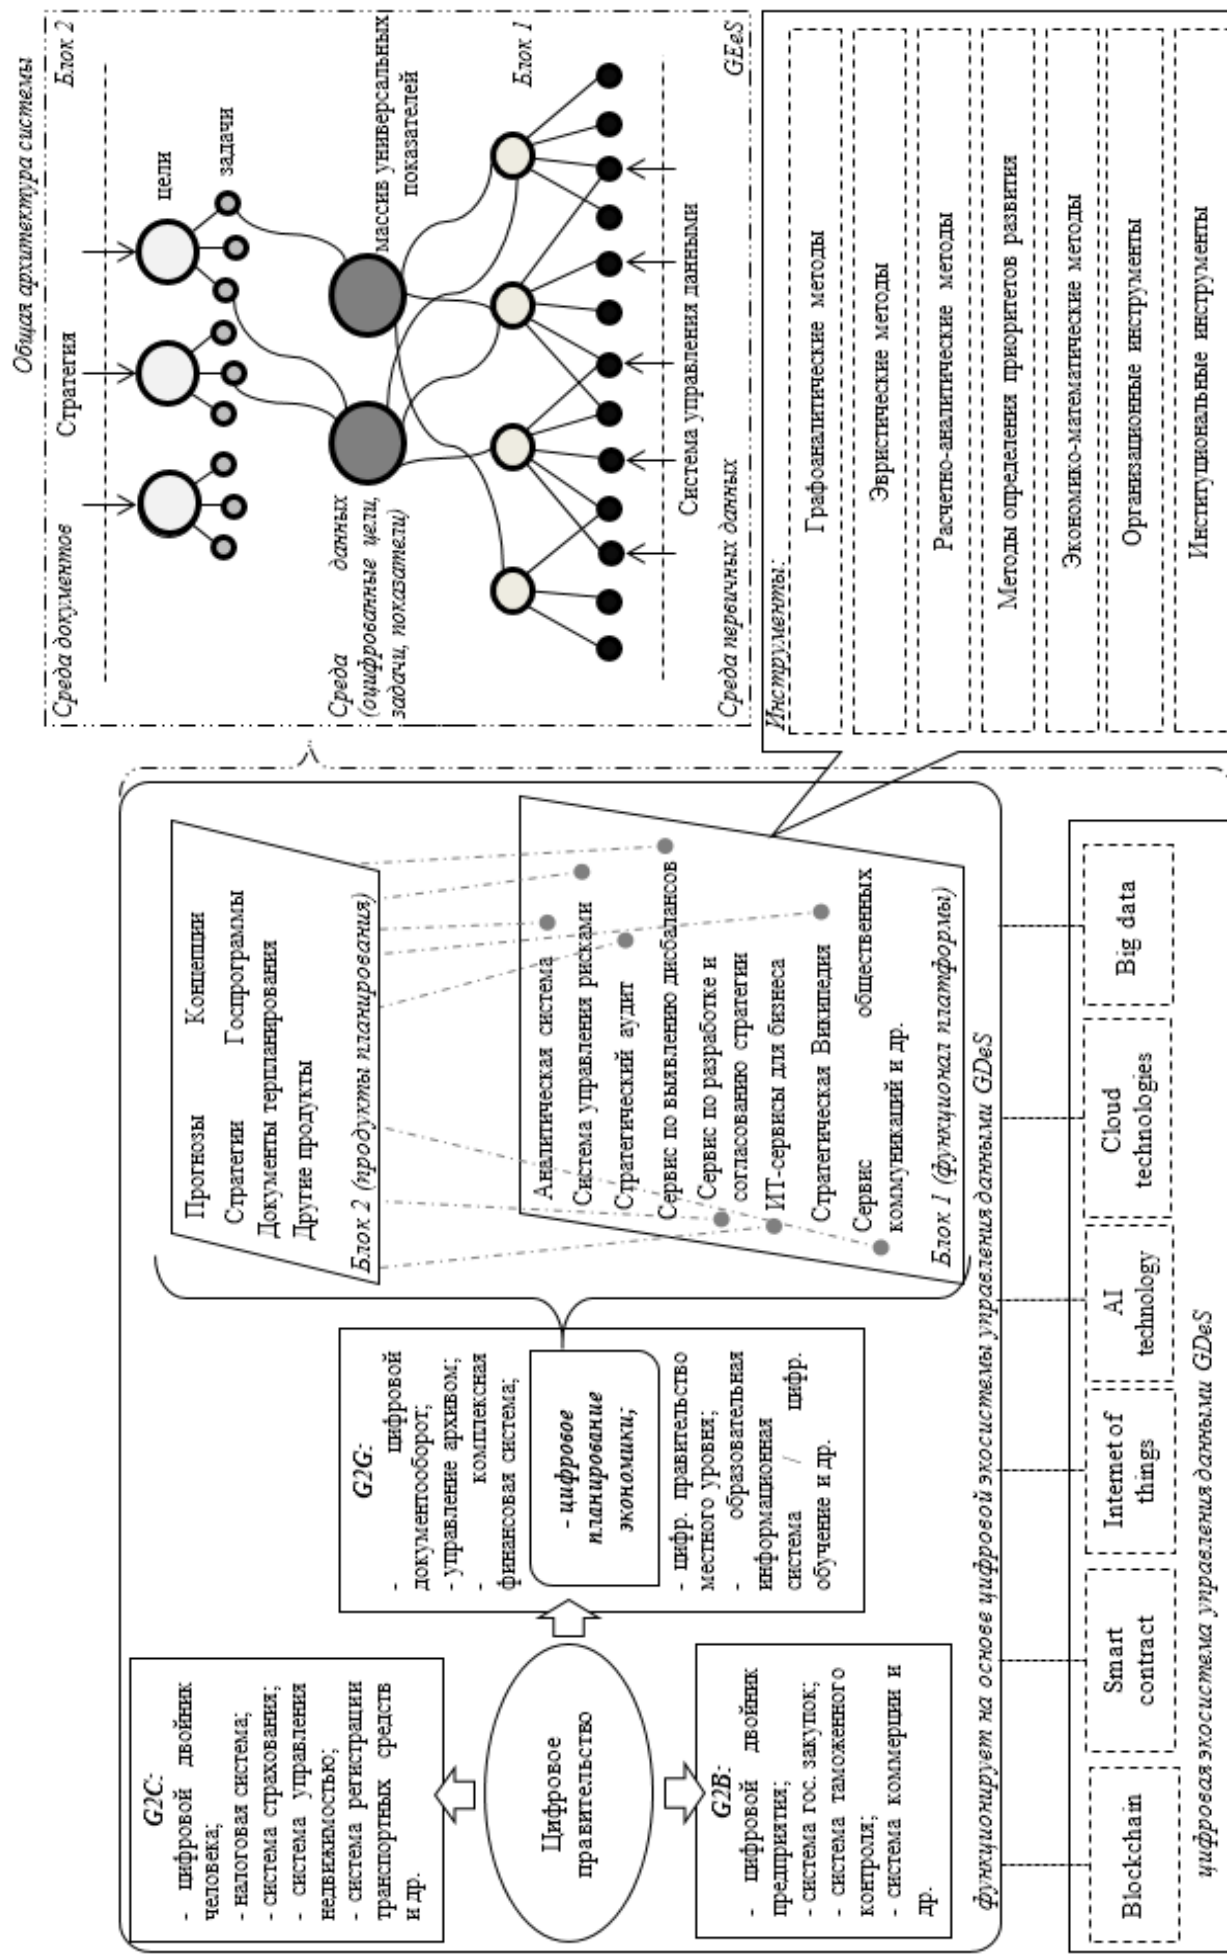 G2C:
- цифровой двойник
человека;
- налоговая система;
- система страхования;
- система управления
недвижимостью;
- система регистрации
транспортных средств
и др.
Цифровое
правительство
G2B:
- цифровой двойник
предприятия;
- система гос. закупок;
- система таможенного
контроля;
- система коммерции и
др.
G2G:
- цифровой
документооборот;
- управление архивом;
- комплексная
финансовая система;
- цифровое
планирование
экономики;
- цифр. правительство
местного уровня;
- образовательная
информационная
система / цифр.
обучение и др.
Прогнозы Концепции
Стратегии Госпрограммы
Документы терпланирования
Другие продукты
Блок 2 (продукты планирования)
Аналитическая система
Система управления рисками
Стратегический аудит
Сервис по выявлению дисбалансов
Сервис по разработке и
согласованию стратегии
ИТ-сервисы для бизнеса
Стратегическая Википедия
Сервис общественных
коммуникаций и др.
Блок 1 (функционал платформы)
функционирует на основе цифровой экосистемы управления данными GDeS
Blockchain
Smart
contract
Internet of
things
AI
technology
Cloud
technologies
Big data
цифровая экосистема управления данными GDeS
Общая архитектура системы
Среда документов
Стратегия
Блок 2
цели
задачи
Среда данных
(оцифрованные цели,
задачи, показатели)
массив универсальных
показателей
Блок 1
Система управления данными
Среда первичных данных
GEeS
Инструменты:
Графоаналитические методы
Эвристические методы
Расчетно-аналитические методы
Методы определения приоритетов развития
Экономико-математические методы
Организационные инструменты
Институциональные инструменты